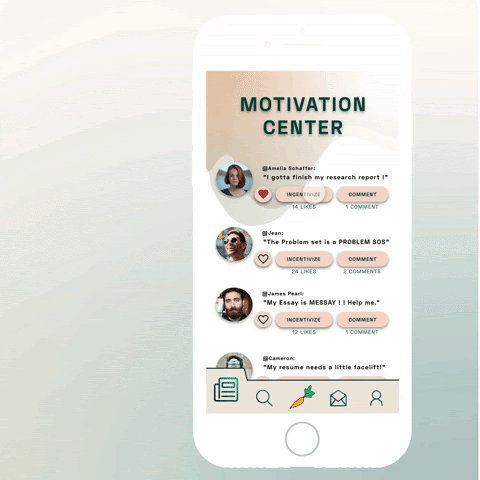 MOTIVATION
CENTER
@Amelia Schaffer:
"I gotta finish my research report !"
INCENTIVIZE COMMENT
14 LIKES 1 COMMENT
@Jean:
"The Problem set is a PROBLEM SOS"
INCENTIVIZE COMMENT
24 LIKES 2 COMMENTS
@James Pearl:
"My Essay is MESSAY ! ! Help me."
INCENTIVIZE COMMENT
12 LIKES 1 COMMENT
@Cameron:
"My resume needs a little facelift!"